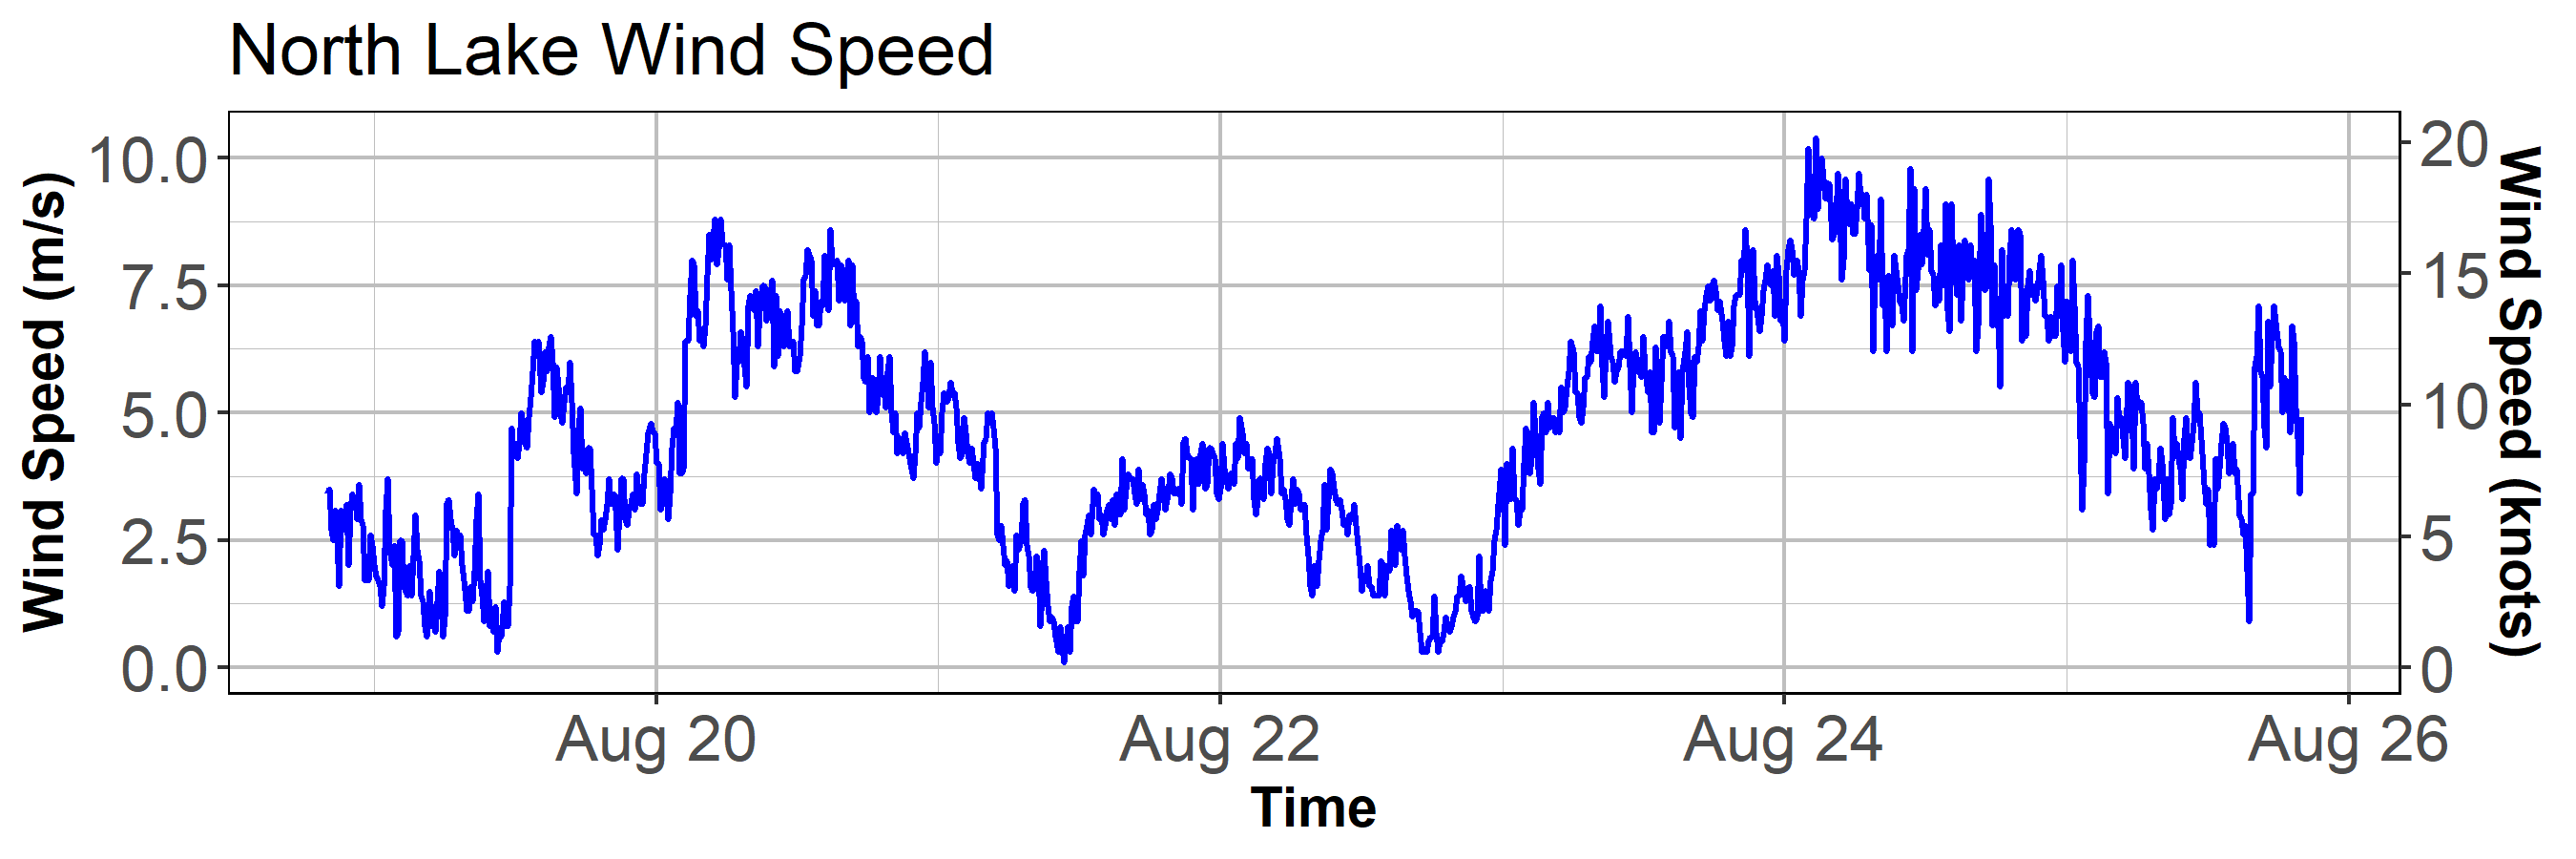 North Lake Wind Speed
Wind Speed (m/s)
10.0
7.5
5.0
2.5
0.0
20
15
10
5
0
Wind Speed (knots)
Aug 20 Aug 22 Aug 24 Aug 26
Time